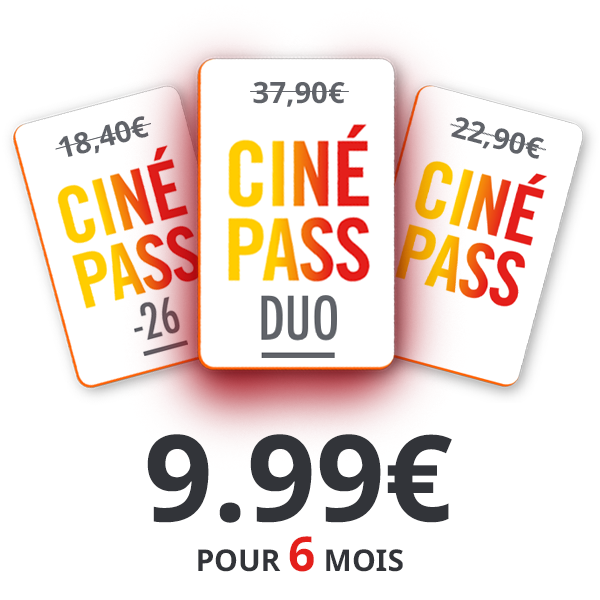 18,40€
CINÉ
PASS
-26
37,90€
CINÉ
PASS
DUO
22,90€
CINÉ
PASS
9.99€
POUR 6 MOIS